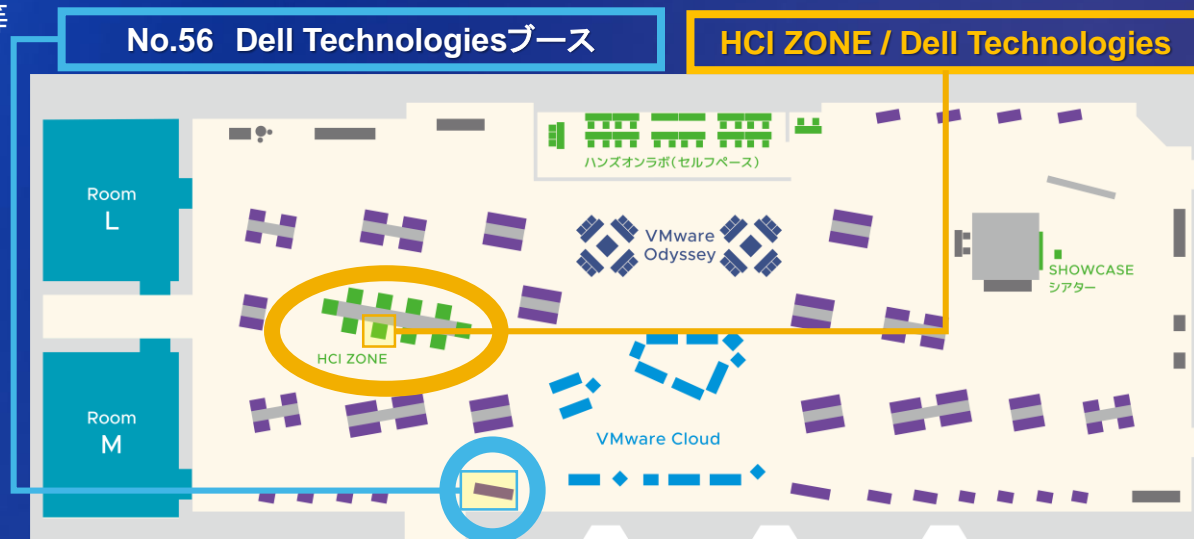 No.56 Dell Technologiesブース
HCI ZONE / Dell Technologies
ハンズオンラボ(セルフペース)
Room
L
VMware
Odyssey
SHOWCASE
シアター
HCI ZONE
Room
M
VMware Cloud